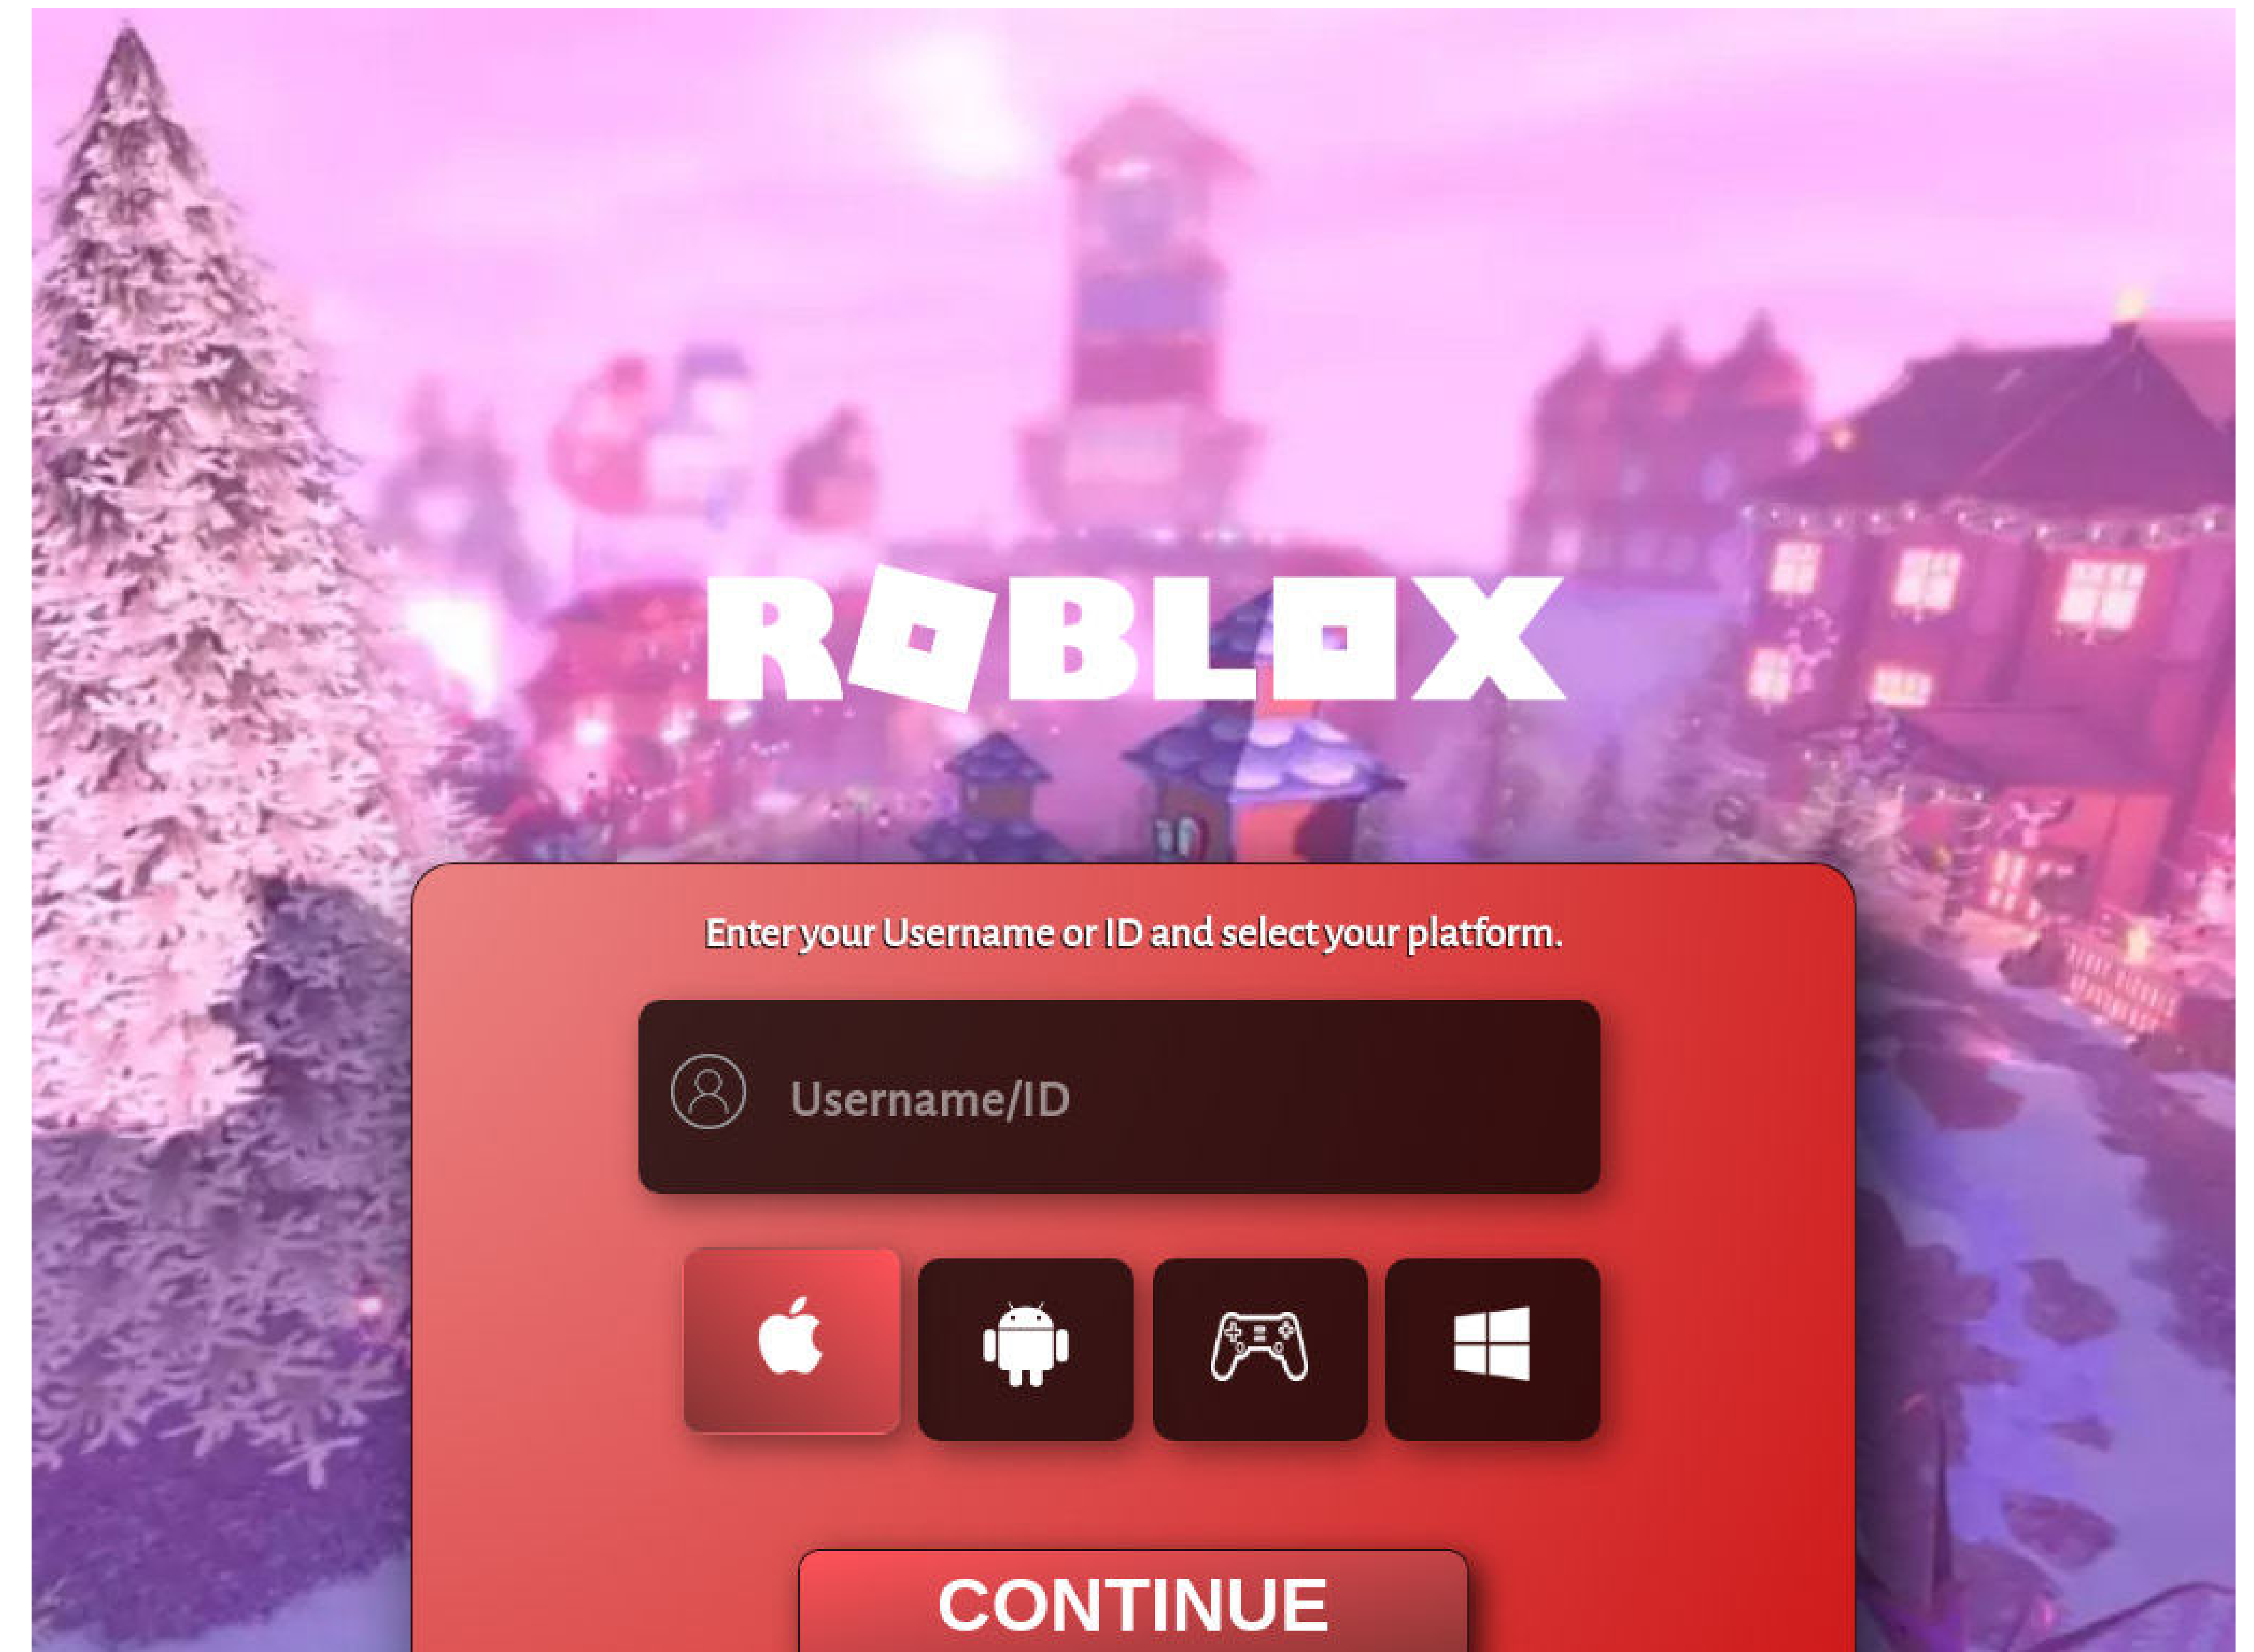 ROBLOX
Enter your Username or ID and select your platform.
Username/ID
CONTINUE